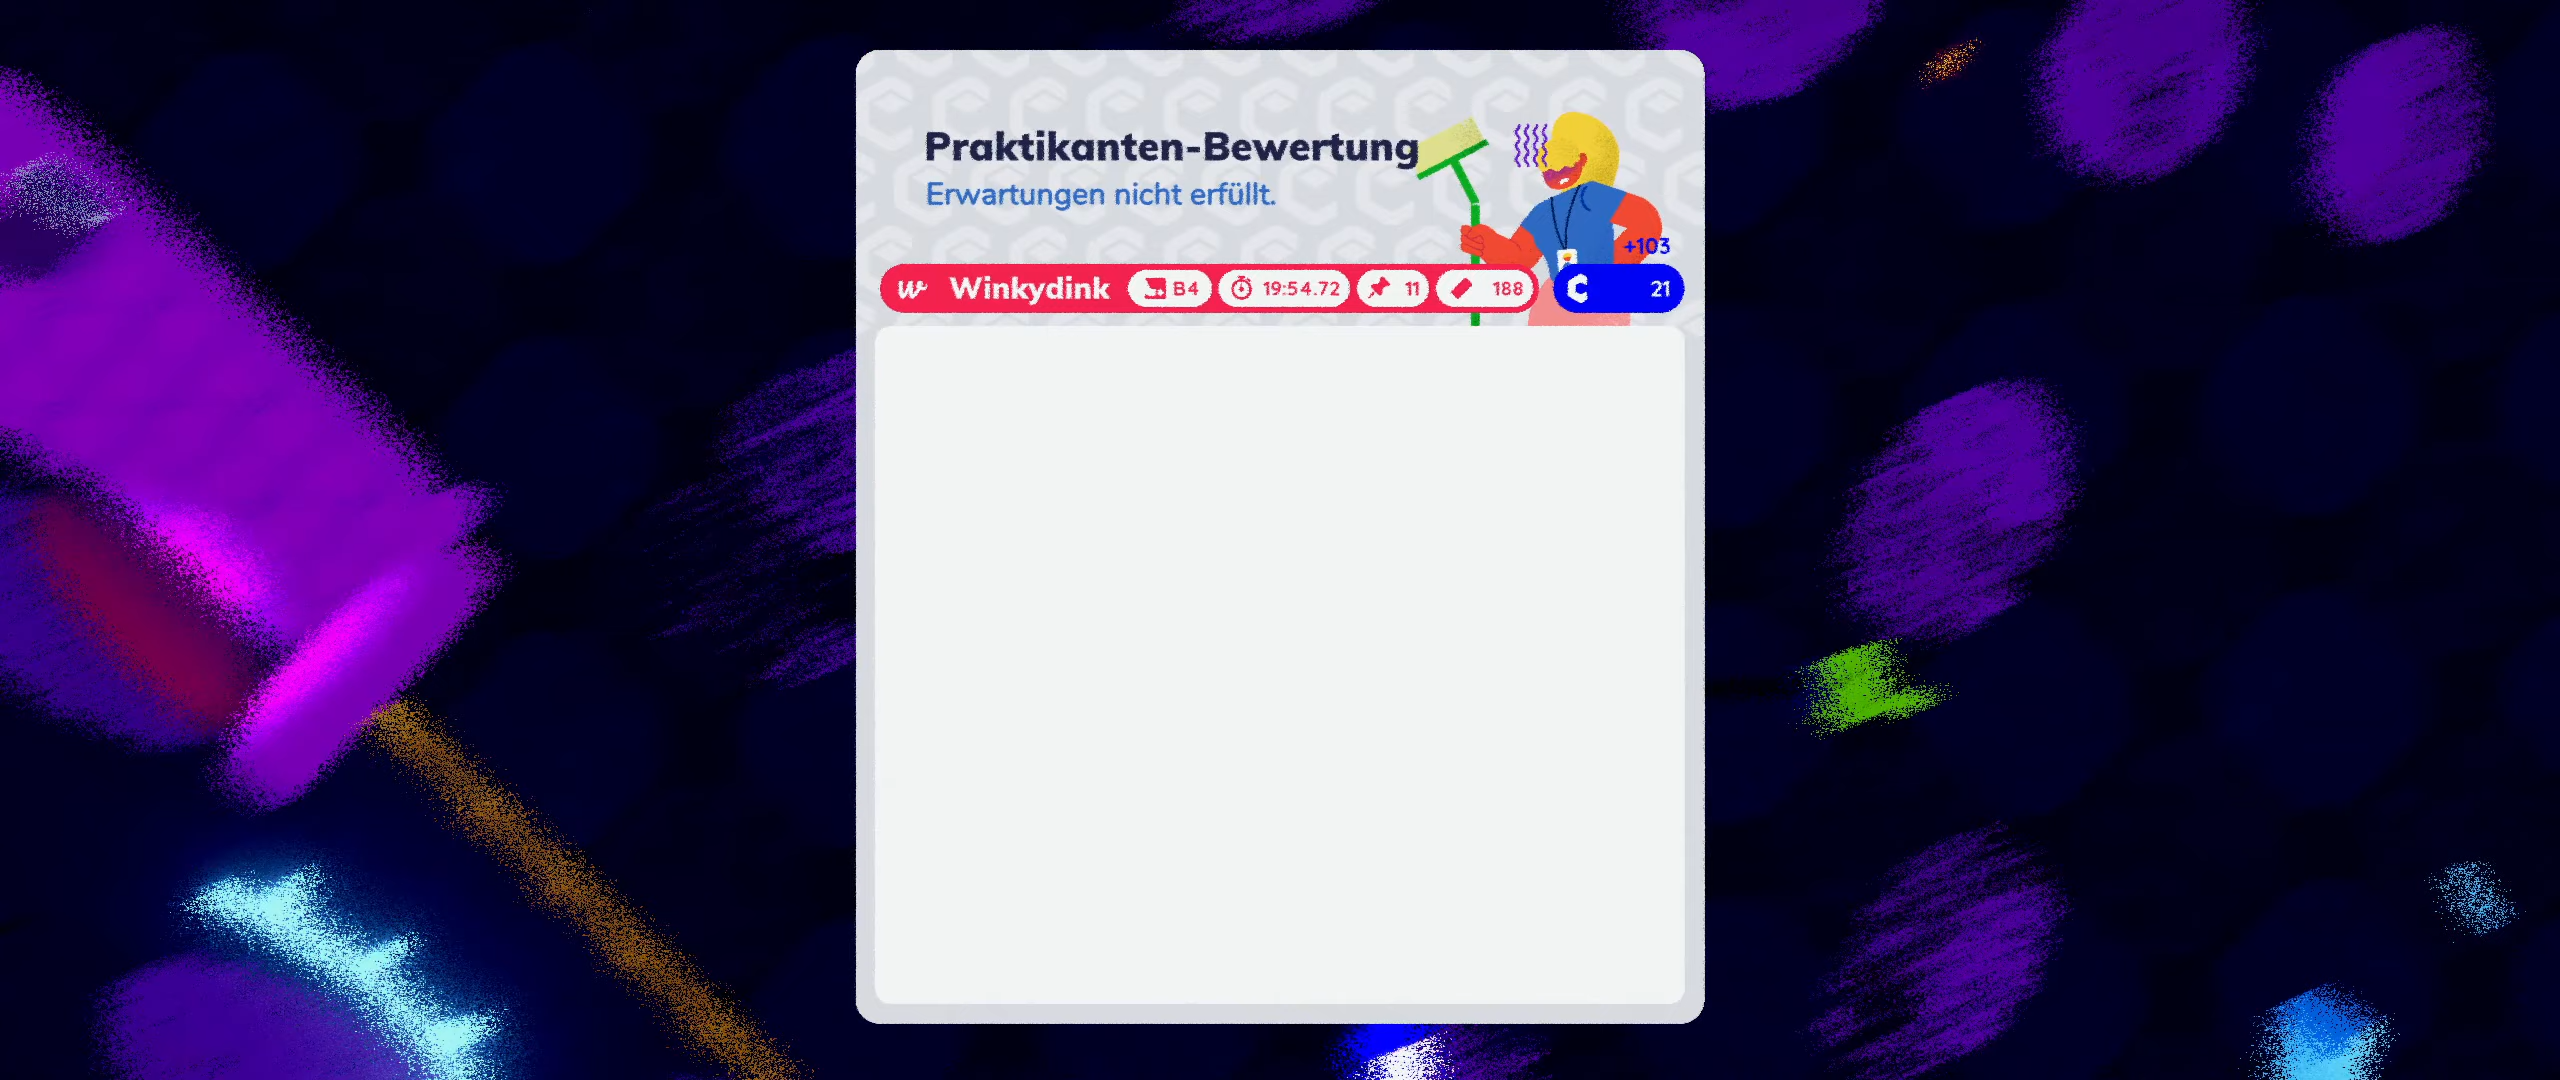 Praktikanten-Bewertung
Erwartungen nicht erfüllt.
+103
w Winkydink B4 19:54.72 11 188 C 21